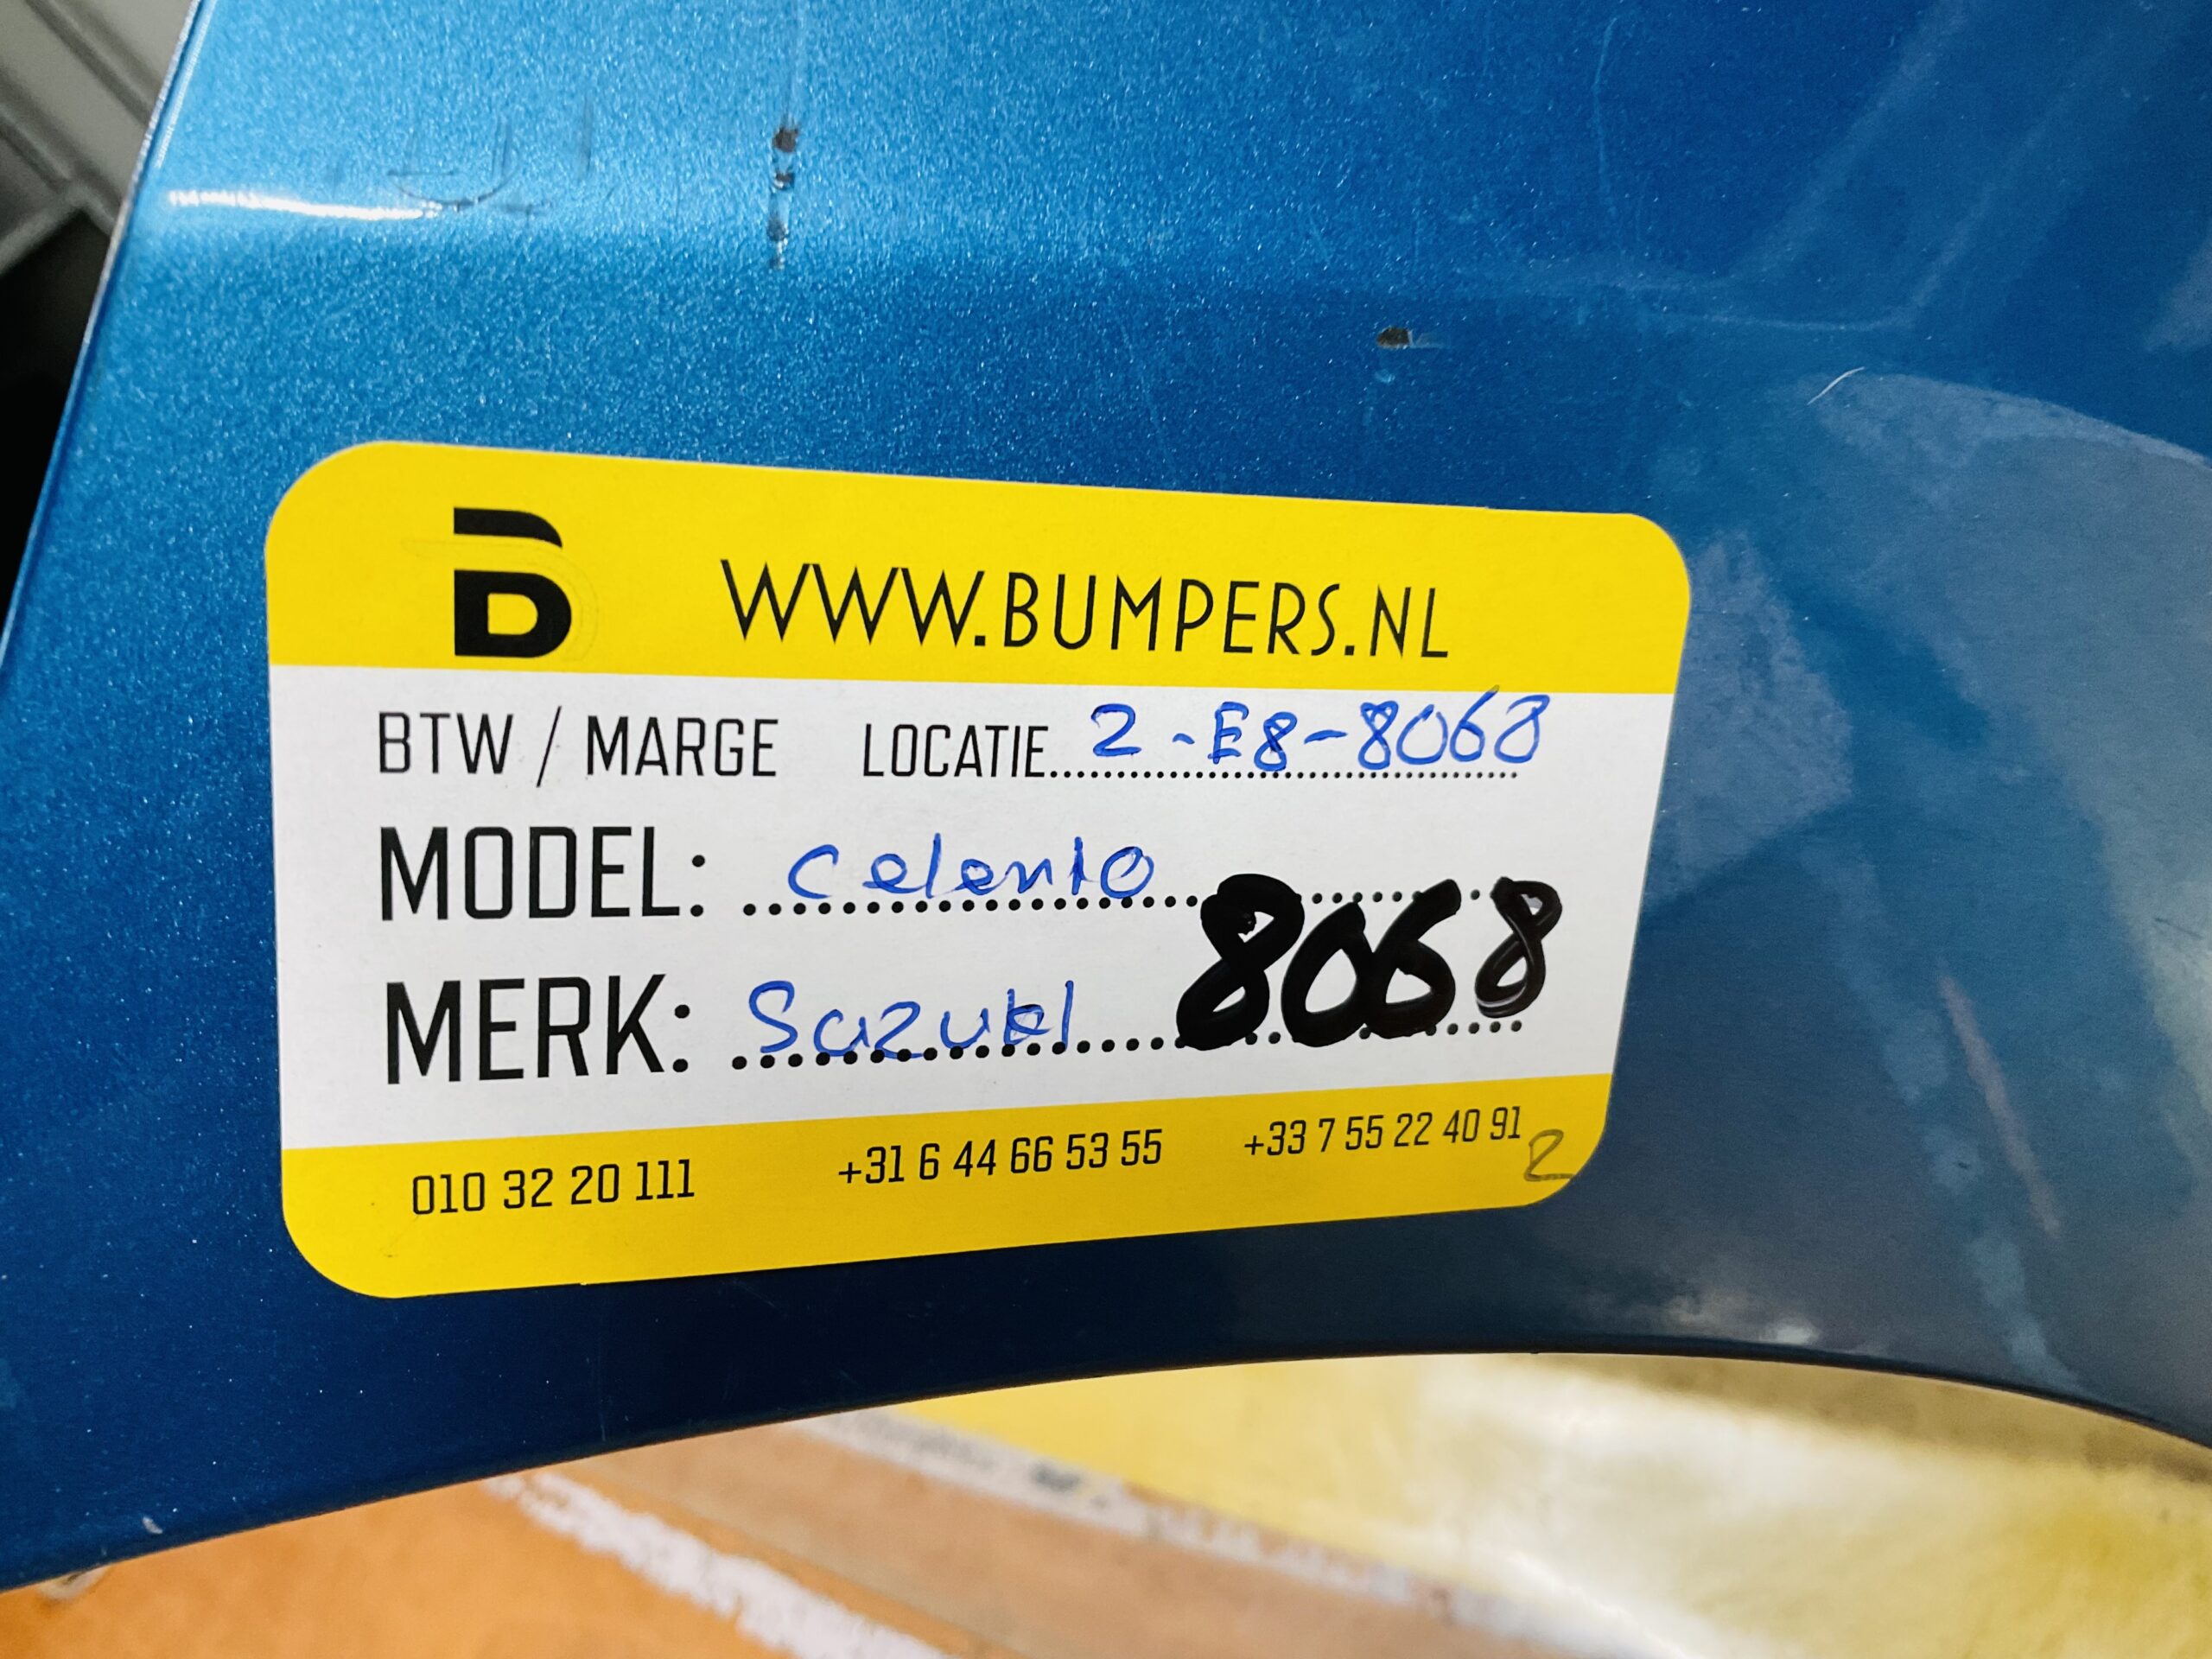 B WWW.BUMPERS.NL
BTW / MARGE LOCATIE 2-E8-8068
MODEL: Celerio
MERK: Suzuki 8068
010 32 20 111 +31 6 44 66 53 55 +33 7 55 22 40 91 2